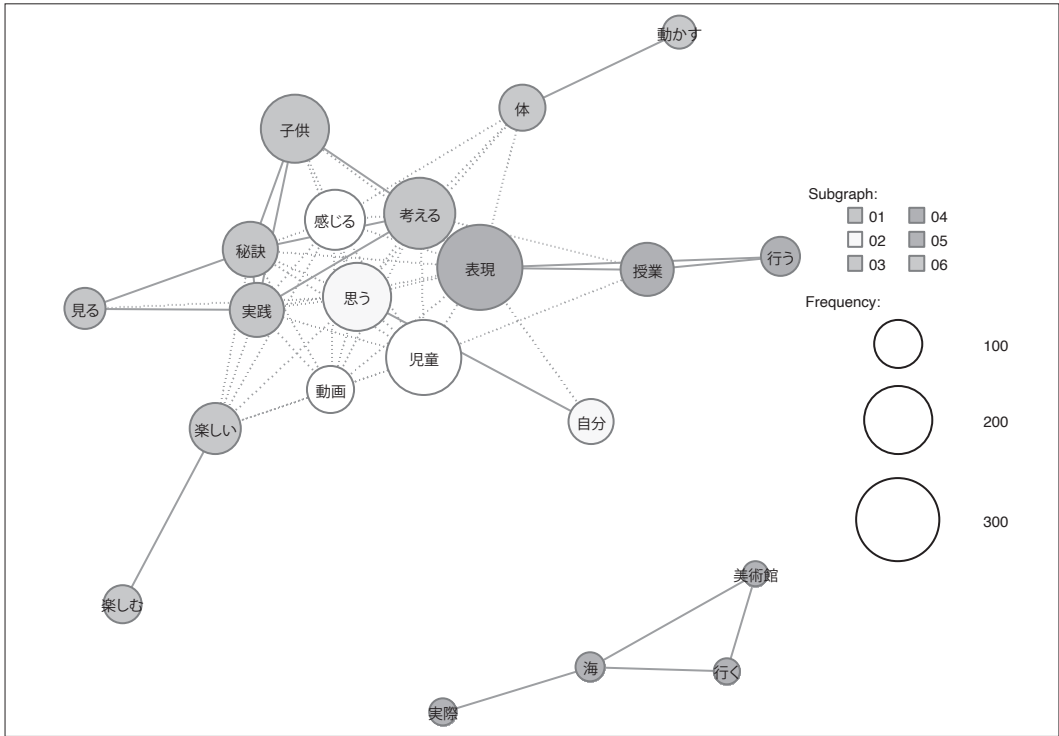 動かす
体
子供
感じる
考える
秘訣
表現
授業
行う
思う
見る
実践
児童
動画
楽しい
自分
楽しむ
美術館
海
行く
実際
Subgraph:
01 04
02 05
03 06
Frequency:
100
200
300